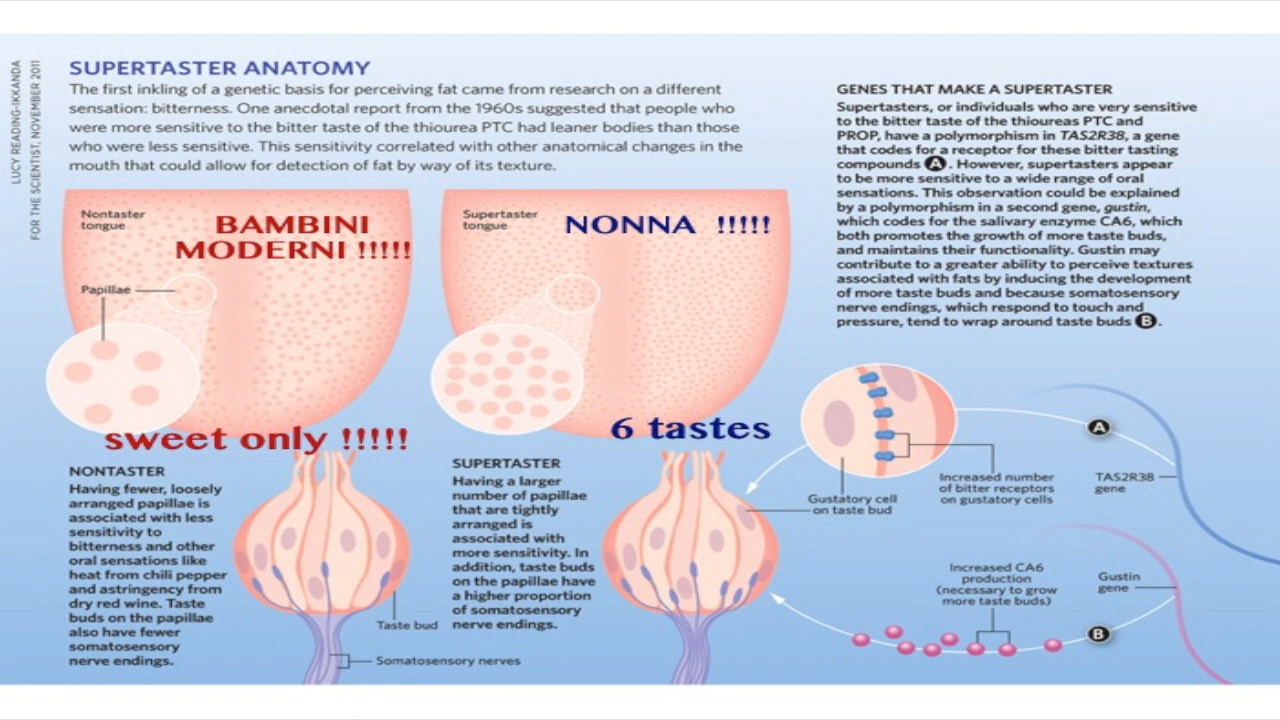 LUCY READING-IKKANDA
FOR THE SCIENTIST, NOVEMBER 2011
SUPERTASTER ANATOMY
The first inkling of a genetic basis for perceiving fat came from research on a different
sensation: bitterness. One anecdotal report from the 1960s suggested that people who
were more sensitive to the bitter taste of the thiourea PTC had leaner bodies than those
who were less sensitive. This sensitivity correlated with other anatomical changes in the
mouth that could allow for detection of fat by way of its texture.
Nontaster
tongue
BAMBINI
MODERNI !!!!!
Papillae
sweet only !!!!!
Supertaster
tongue
NONNA !!!!!
6 tastes
NONTASTER
Having fewer, loosely
arranged papillae is
associated with less
sensitivity to
bitterness and other
oral sensations like
heat from chili pepper
and astringency from
dry red wine. Taste
buds on the papillae
also have fewer
somatosensory
nerve endings.
Taste bud
Somatosensory nerves
SUPERTASTER
Having a larger
number of papillae
that are tightly
arranged is
associated with
more sensitivity. In
addition, taste buds
on the papillae have
a higher proportion
of somatosensory
nerve endings.
GENES THAT MAKE A SUPERTASTER
Supertasters, or individuals who are very sensitive
to the bitter taste of the thioureas PTC and
PROP, have a polymorphism in TAS2R38, a gene
that codes for a receptor for these bitter tasting
compounds A. However, supertasters appear
to be more sensitive to a wide range of oral
sensations. This observation could be explained
by a polymorphism in a second gene, gustin,
which codes for the salivary enzyme CA6, which
both promotes the growth of more taste buds,
and maintains their functionality. Gustin may
contribute to a greater ability to perceive textures
associated with fats by inducing the development
of more taste buds and because somatosensory
nerve endings, which respond to touch and
pressure, tend to wrap around taste buds B.
A
Gustatory cell
on taste bud
Increased number
of bitter receptors
on gustatory cells
TAS2R38
gene
Increased CA6
production
(necessary to grow
more taste buds)
Gustin
gene
B